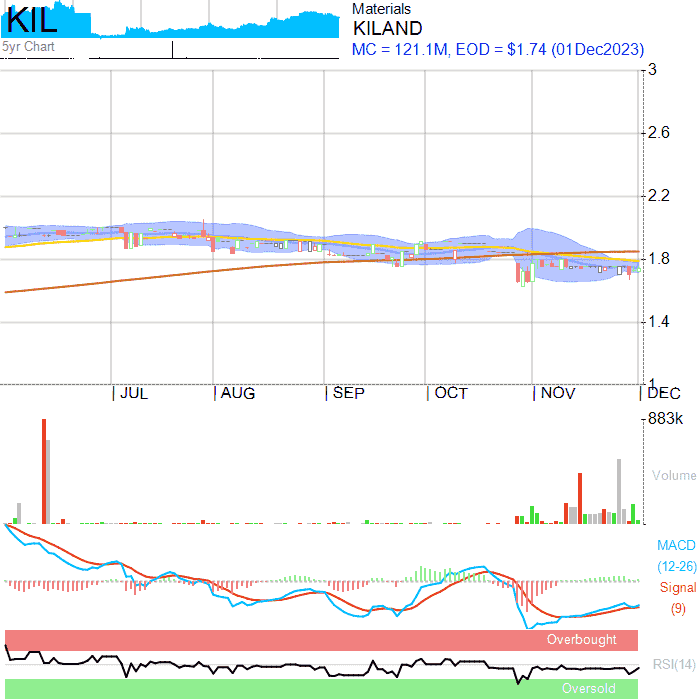 KIL
5yr Chart
Materials
KILAND
MC = 121.1M, EOD = $1.74 (01Dec2023)
3
2.6
2.2
1.8
1.4
1
JUL AUG SEP OCT NOV DEC
883k
Volume
MACD
(12-26)
Signal
(9)
Overbought
RSI(14)
Oversold